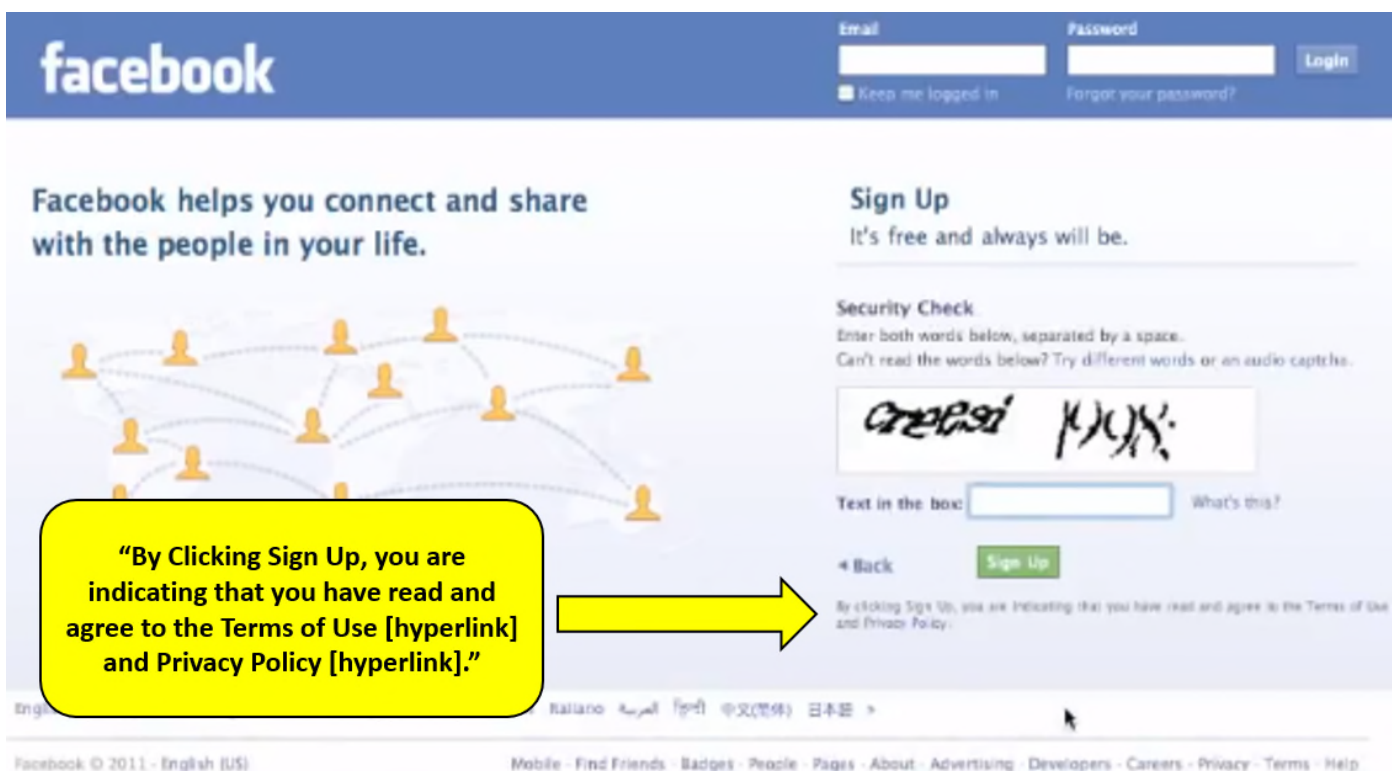 facebook
Email
Password
Login
Keep me logged in
Forgot your password?
Facebook helps you connect and share
with the people in your life.
Sign Up
It's free and always will be.
Security Check
Enter both words below, separated by a space.
Can't read the words below? Try different words or an audio captcha.
Text in the box:
What's this?
Back
Sign Up
By clicking Sign Up, you are indicating that you have read and agree to the Terms of Use
and Privacy Policy.
“By Clicking Sign Up, you are
indicating that you have read and
agree to the Terms of Use [hyperlink]
and Privacy Policy [hyperlink].”
Italiano العربية हिन्दी 中文(简体) 日本語 »
Facebook © 2011 · English (US)
Mobile · Find Friends · Badges · People · Pages · About · Advertising · Developers · Careers · Privacy · Terms · Help